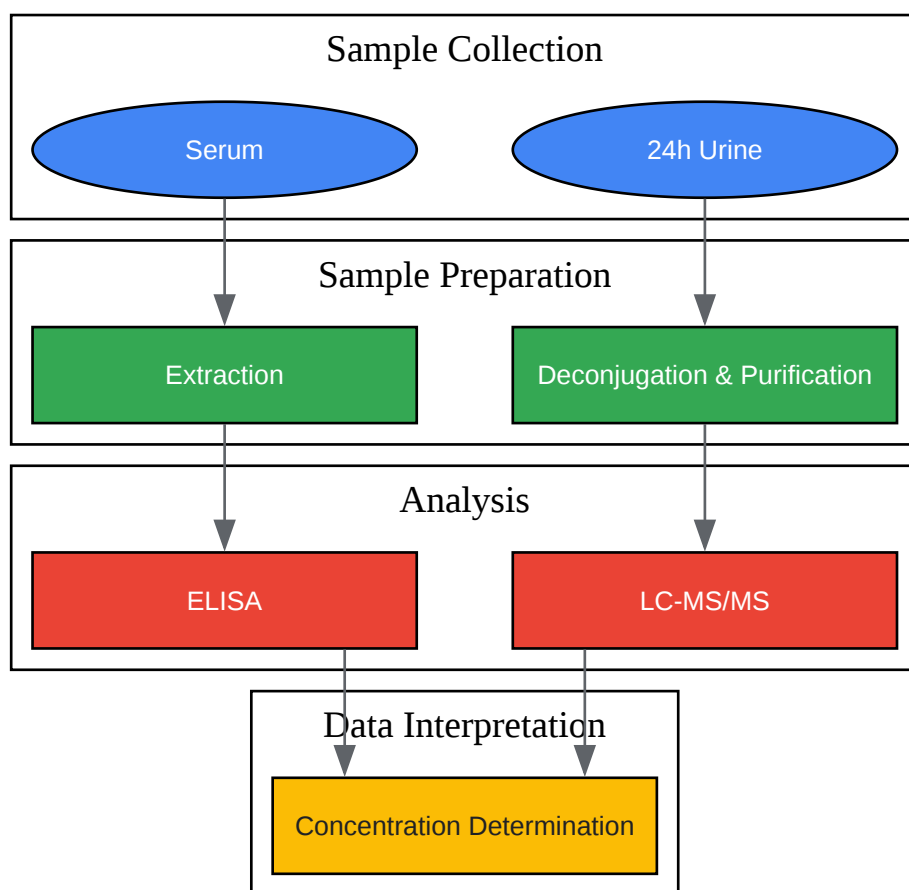 Sample Collection
Serum
24h Urine
Sample Preparation
Extraction
Deconjugation & Purification
Analysis
ELISA
LC-MS/MS
Data Interpretation
Concentration Determination